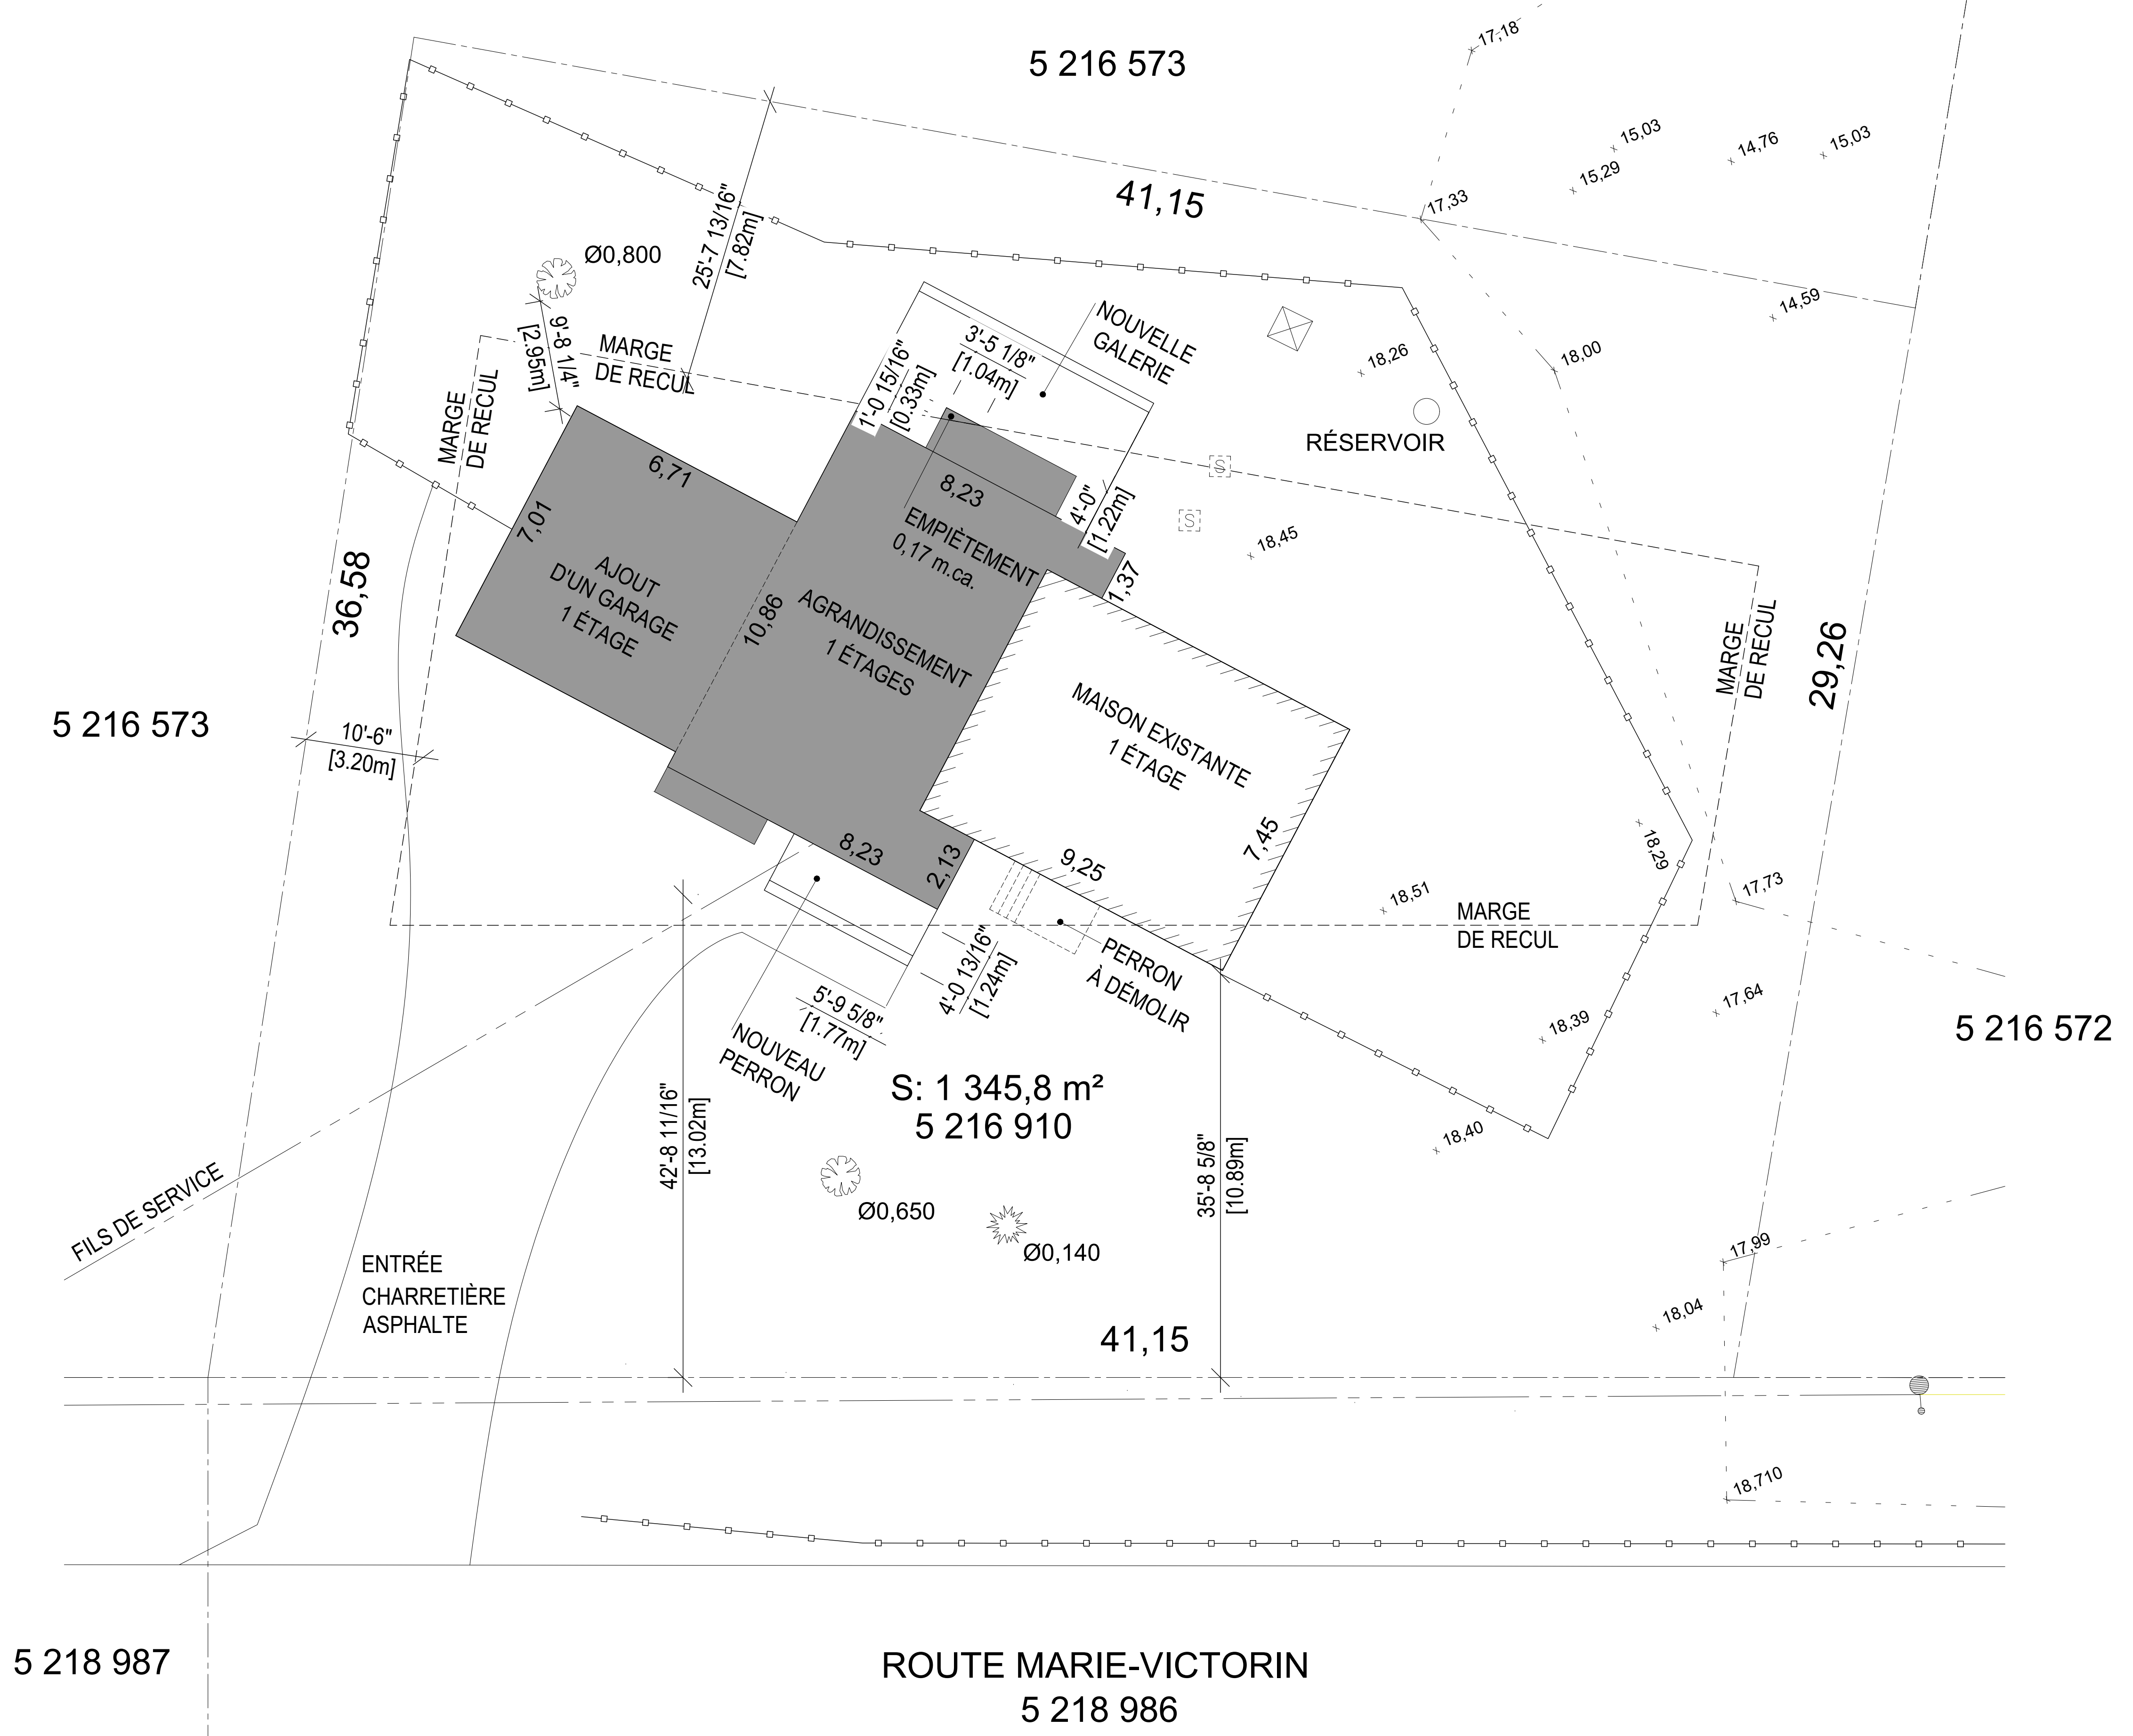 5 216 573
17,18
15,03
14,76
15,03
15,29
41,15
17,33
25'-7 13/16"
[7.82m]
Ø0,800
14,59
9'-8 1/4"
[2.95m]
MARGE
DE RECUL
MARGE
DE RECUL
NOUVELLE
GALERIE
3'-5 1/8"
[1.04m]
1'-0 15/16"
[0.33m]
18,26
18,00
RÉSERVOIR
S
S
6,71
8,23
7,01
4'-0"
[1.22m]
EMPIÈTEMENT
0,17 m.ca.
18,45
1,37
36,58
AJOUT
D'UN GARAGE
1 ÉTAGE
10,86
AGRANDISSEMENT
1 ÉTAGES
MARGE
DE RECUL
29,26
MAISON EXISTANTE
1 ÉTAGE
5 216 573
10'-6"
[3.20m]
8,23
2,13
9,25
7,45
18,29
18,51
17,73
MARGE
DE RECUL
PERRON
À DÉMOLIR
4'-0 13/16"
[1.24m]
5'-9 5/8"
[1.77m]
NOUVEAU
PERRON
17,64
18,39
5 216 572
S: 1 345,8 m²
5 216 910
42'-8 11/16"
[13.02m]
35'-8 5/8"
[10.89m]
18,40
FILS DE SERVICE
Ø0,650
Ø0,140
17,99
ENTRÉE
CHARRETIÈRE
ASPHALTE
18,04
41,15
18,710
5 218 987
ROUTE MARIE-VICTORIN
5 218 986